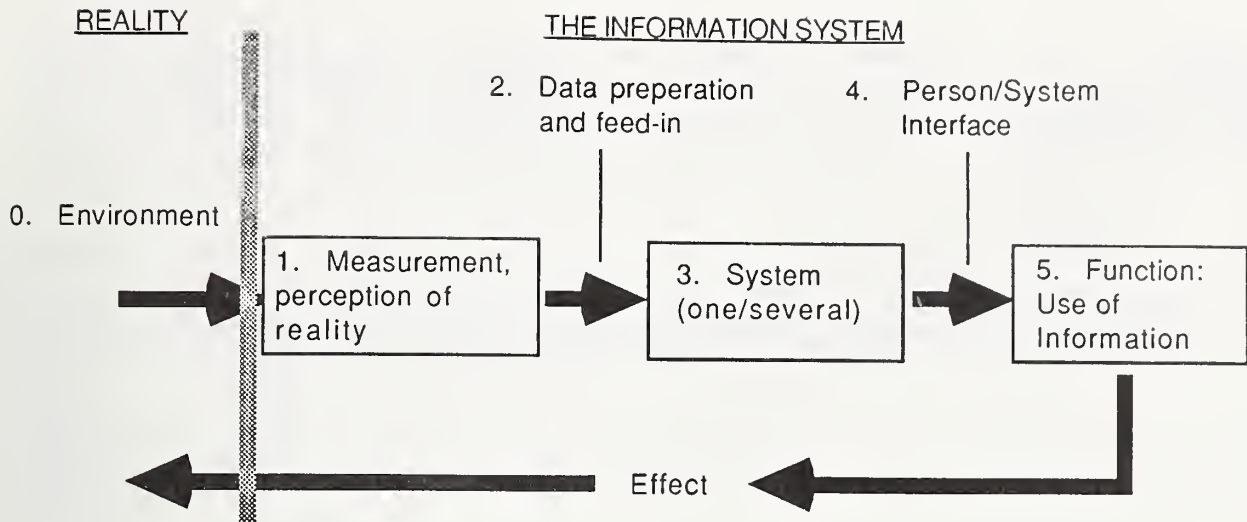 REALITY
THE INFORMATION SYSTEM
2. Data preperation
and feed-in
4. Person/System
Interface
0. Environment
1. Measurement,
perception of
reality
3. System
(one/several)
5. Function:
Use of
Information
Effect